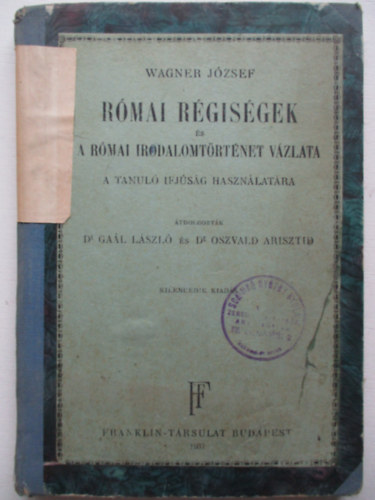 WAGNER JÓZSEF
RÓMAI RÉGISÉGEK
ÉS
A RÓMAI IRODALOMTÖRTÉNET VÁZLATA
A TANULÓ IFJÚSÁG HASZNÁLATÁRA
ÁTDOLGOZTÁK
Dr GAÁL LÁSZLÓ ÉS Dr OSZVALD ARISZTID
KILENCEDIK KIADÁS
FT
FRANKLIN-TÁRSULAT BUDAPEST